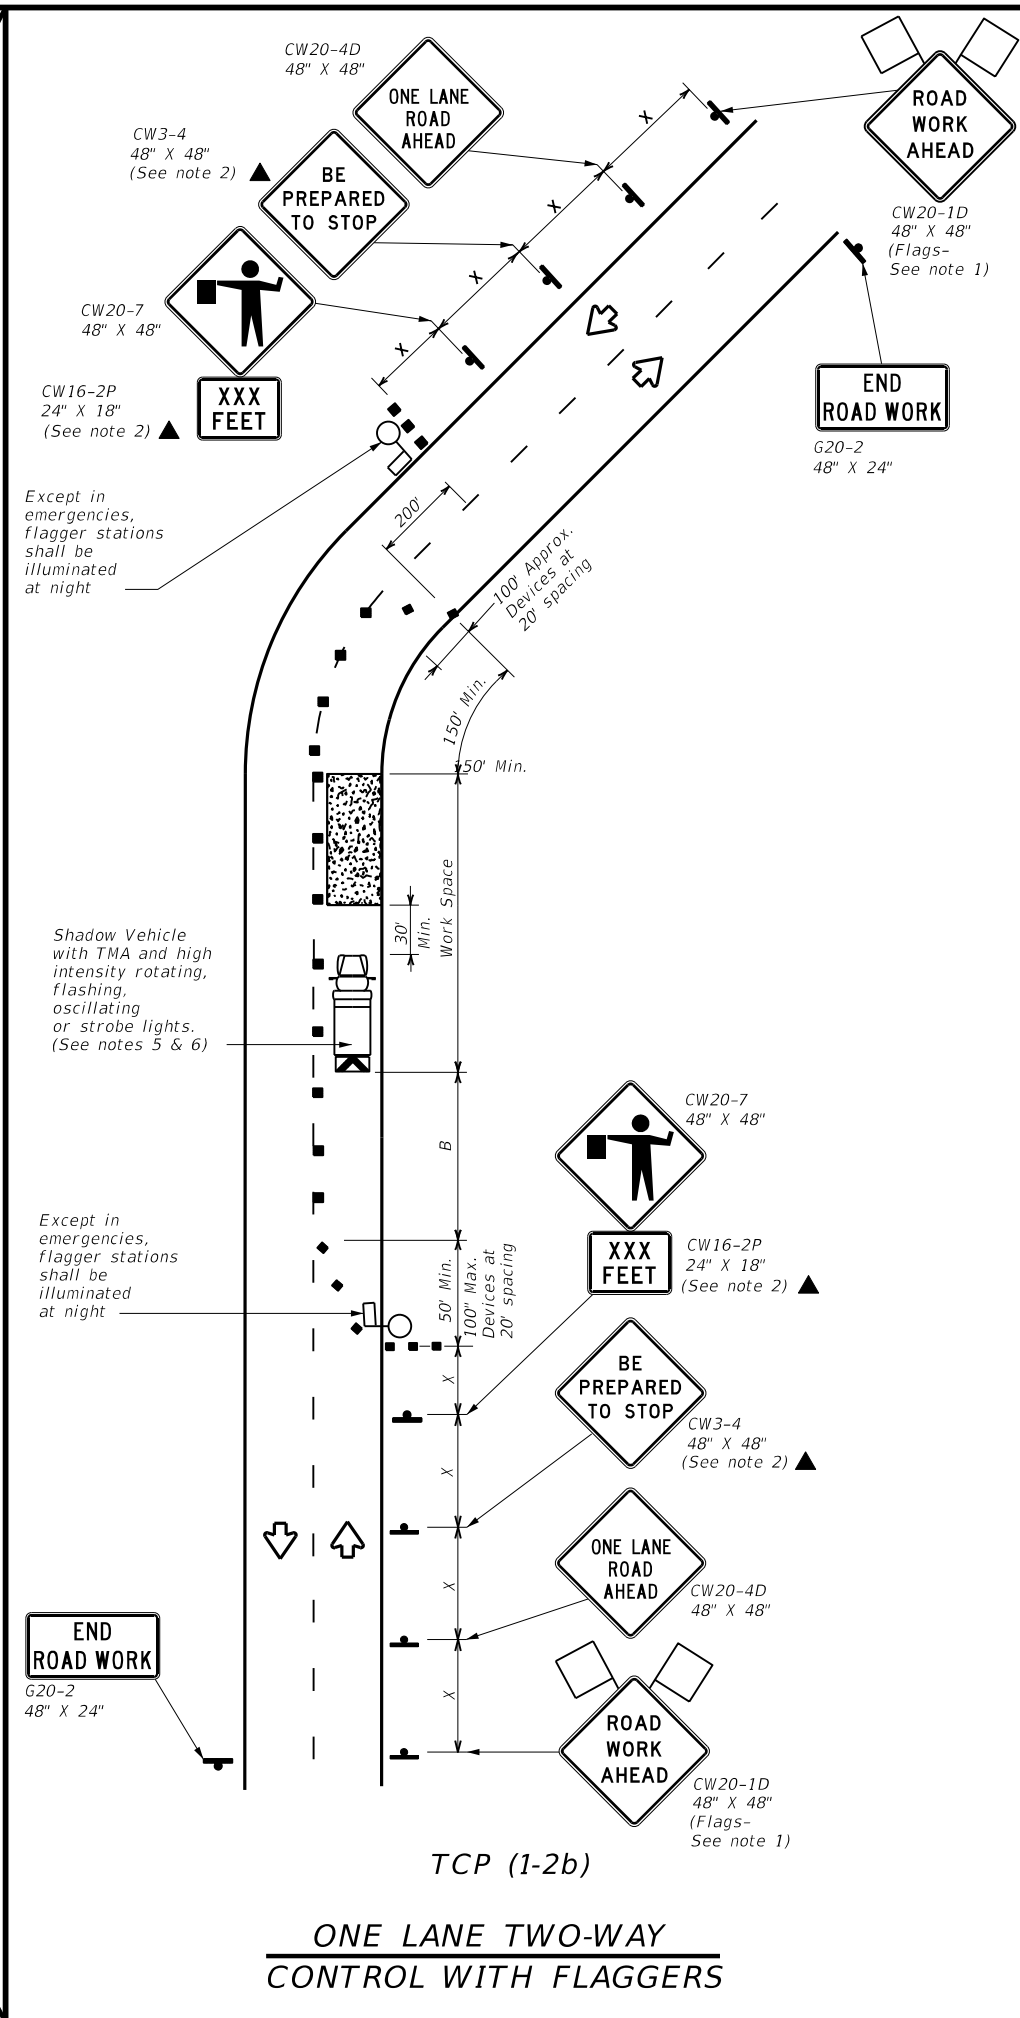 CW20-4D
48" X 48"
ONE LANE
ROAD
AHEAD
ROAD
WORK
AHEAD
CW20-1D
48" X 48"
(Flags-
See note 1)
CW3-4
48" X 48"
(See note 2)
BE
PREPARED
TO STOP
X
X
X
X
CW20-7
48" X 48"
CW16-2P
24" X 18"
(See note 2)
XXX
FEET
END
ROAD WORK
G20-2
48" X 24"
Except in
emergencies,
flagger stations
shall be
illuminated
at night
200'
100' Approx.
Devices at
20' spacing
150' Min.
150' Min.
Work Space
30'
Min.
Shadow Vehicle
with TMA and high
intensity rotating,
flashing,
oscillating
or strobe lights.
(See notes 5 & 6)
B
CW20-7
48" X 48"
XXX
FEET
CW16-2P
24" X 18"
(See note 2)
Except in
emergencies,
flagger stations
shall be
illuminated
at night
50' Min.
100" Max.
Devices at
20' spacing
X
X
X
X
BE
PREPARED
TO STOP
CW3-4
48" X 48"
(See note 2)
ONE LANE
ROAD
AHEAD
CW20-4D
48" X 48"
END
ROAD WORK
G20-2
48" X 24"
ROAD
WORK
AHEAD
CW20-1D
48" X 48"
(Flags-
See note 1)
TCP (1-2b)
ONE LANE TWO-WAY
CONTROL WITH FLAGGERS